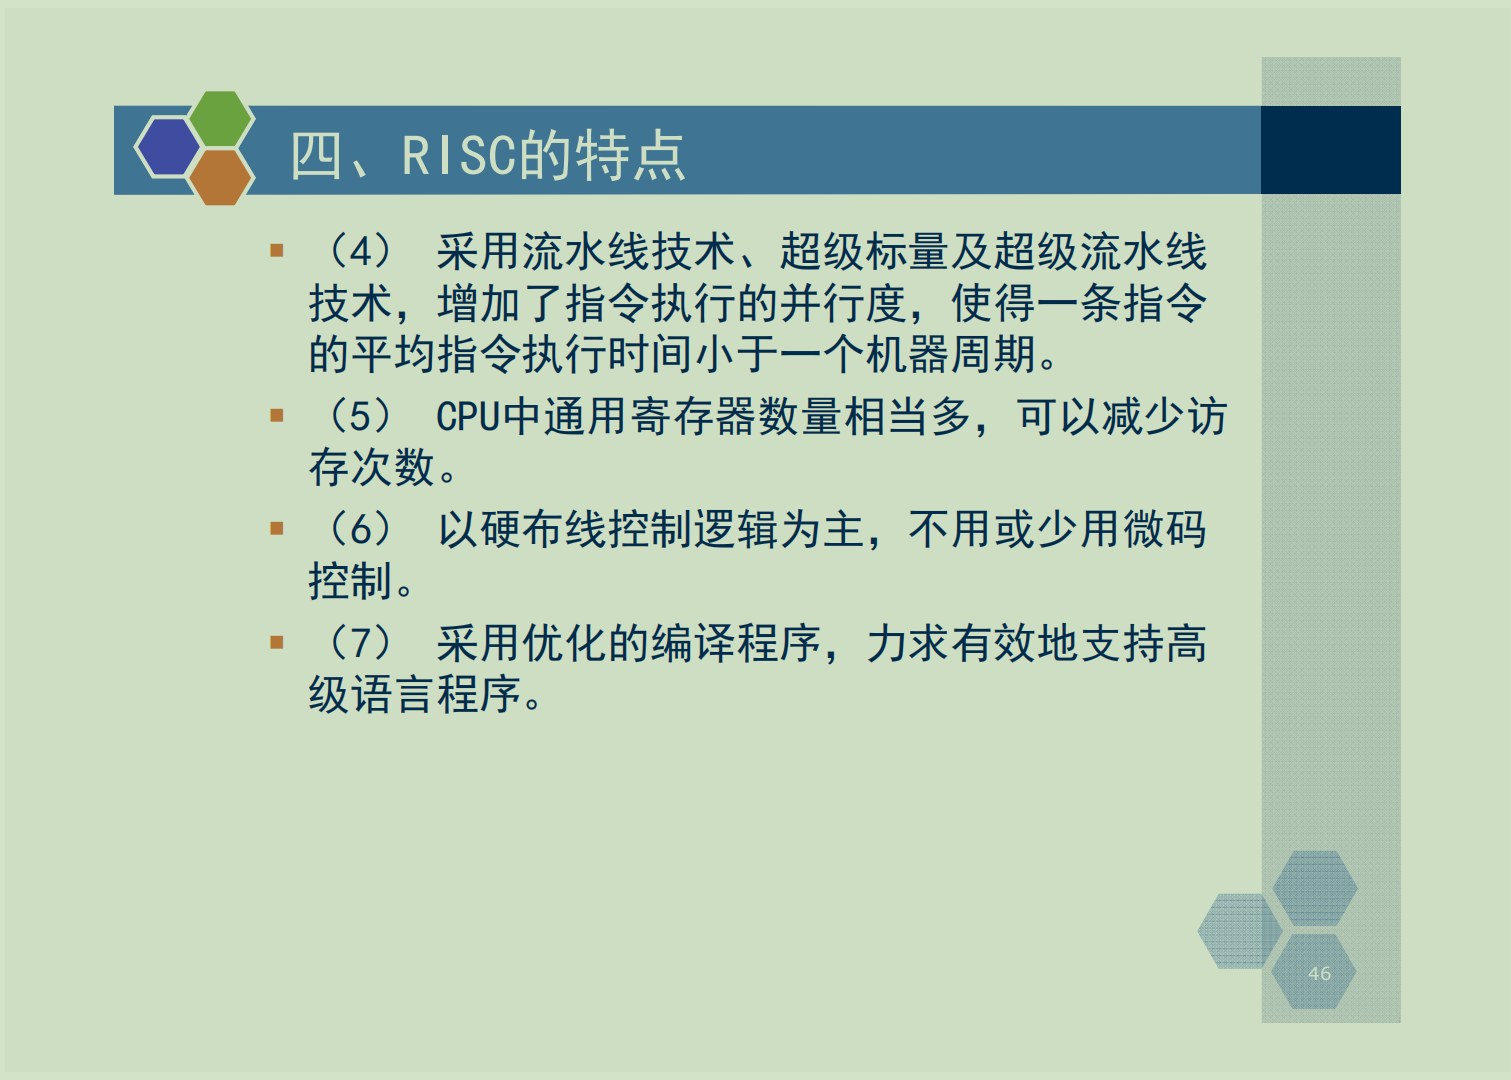 四、RISC的特点
（4） 采用流水线技术、超级标量及超级流水线
技术，增加了指令执行的并行度，使得一条指令
的平均指令执行时间小于一个机器周期。
（5） CPU中通用寄存器数量相当多，可以减少访
存次数。
（6） 以硬布线控制逻辑为主，不用或少用微码
控制。
（7） 采用优化的编译程序，力求有效地支持高
级语言程序。
46